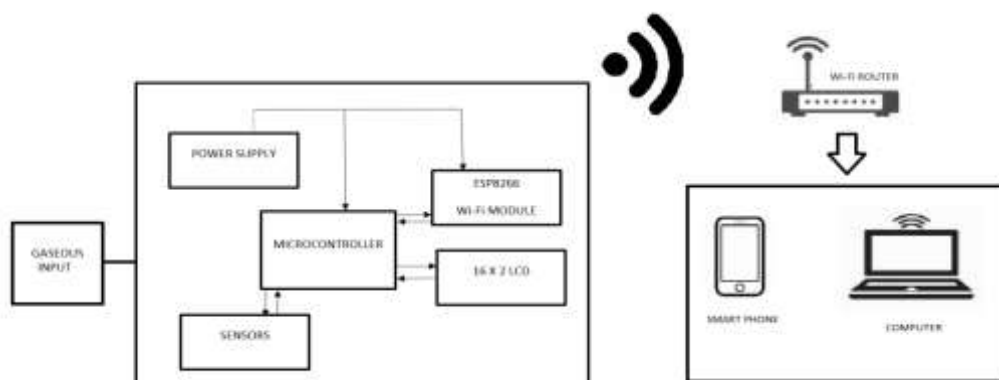 WI-FI ROUTER
POWER SUPPLY
ESP8266
WI-Fi MODULE
MICROCONTROLLER
GASEOUS
INPUT
16 X 2 LCD
SENSORS
SMART PHONE
COMPUTER